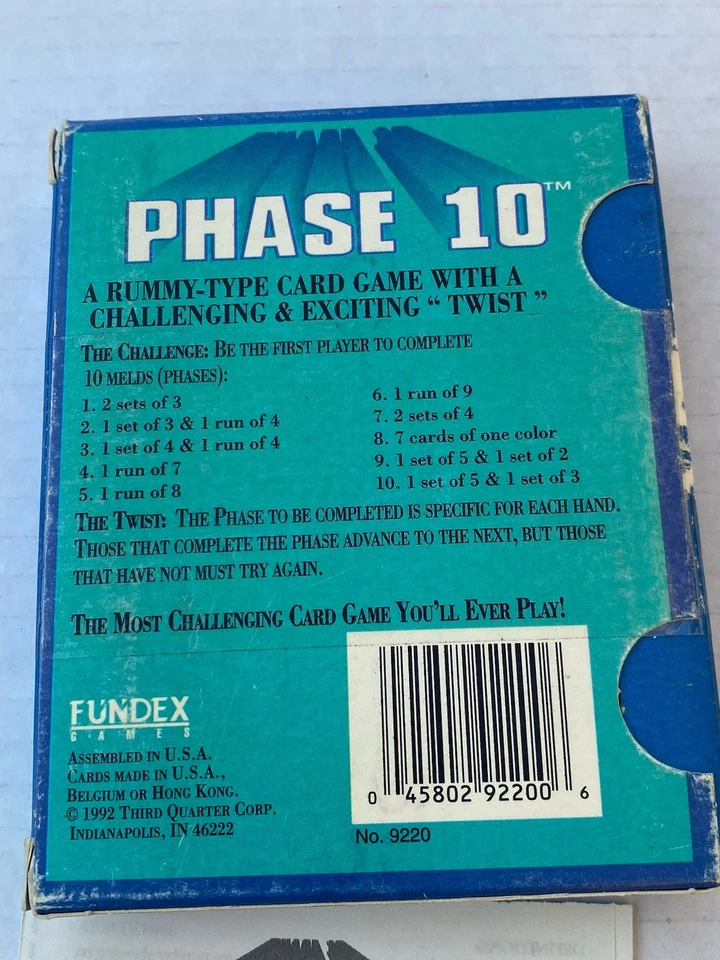 PHASE 10™
A RUMMY-TYPE CARD GAME WITH A
CHALLENGING & EXCITING “ TWIST ”
THE CHALLENGE: BE THE FIRST PLAYER TO COMPLETE
10 MELDS (PHASES):
1. 2 sets of 3
2. 1 set of 3 & 1 run of 4
3. 1 set of 4 & 1 run of 4
4. 1 run of 7
5. 1 run of 8
6. 1 run of 9
7. 2 sets of 4
8. 7 cards of one color
9. 1 set of 5 & 1 set of 2
10. 1 set of 5 & 1 set of 3
THE TWIST: THE PHASE TO BE COMPLETED IS SPECIFIC FOR EACH HAND.
THOSE THAT COMPLETE THE PHASE ADVANCE TO THE NEXT, BUT THOSE
THAT HAVE NOT MUST TRY AGAIN.
THE MOST CHALLENGING CARD GAME YOU'LL EVER PLAY!
FUNDEX
GAMES
ASSEMBLED IN U.S.A.
CARDS MADE IN U.S.A.,
BELGIUM OR HONG KONG.
© 1992 THIRD QUARTER CORP.
INDIANAPOLIS, IN 46222
0 45802 92200 6
No. 9220